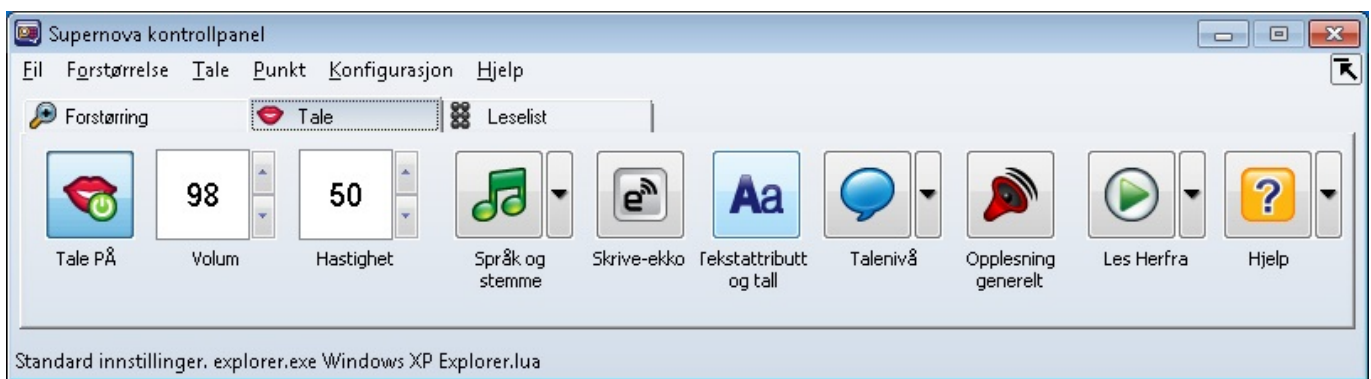 Supernova kontrollpanel
Fil Forstørrelse Tale Punkt Konfigurasjon Hjelp
Forstørring Tale Leselist
98 50 e Aa ?
Tale PÅ Volum Hastighet Språk og stemme Skrive-ekko Tekstattributt og tall Talenivå Opplesning generelt Les Herfra Hjelp
Standard innstillinger. explorer.exe Windows XP Explorer.lua